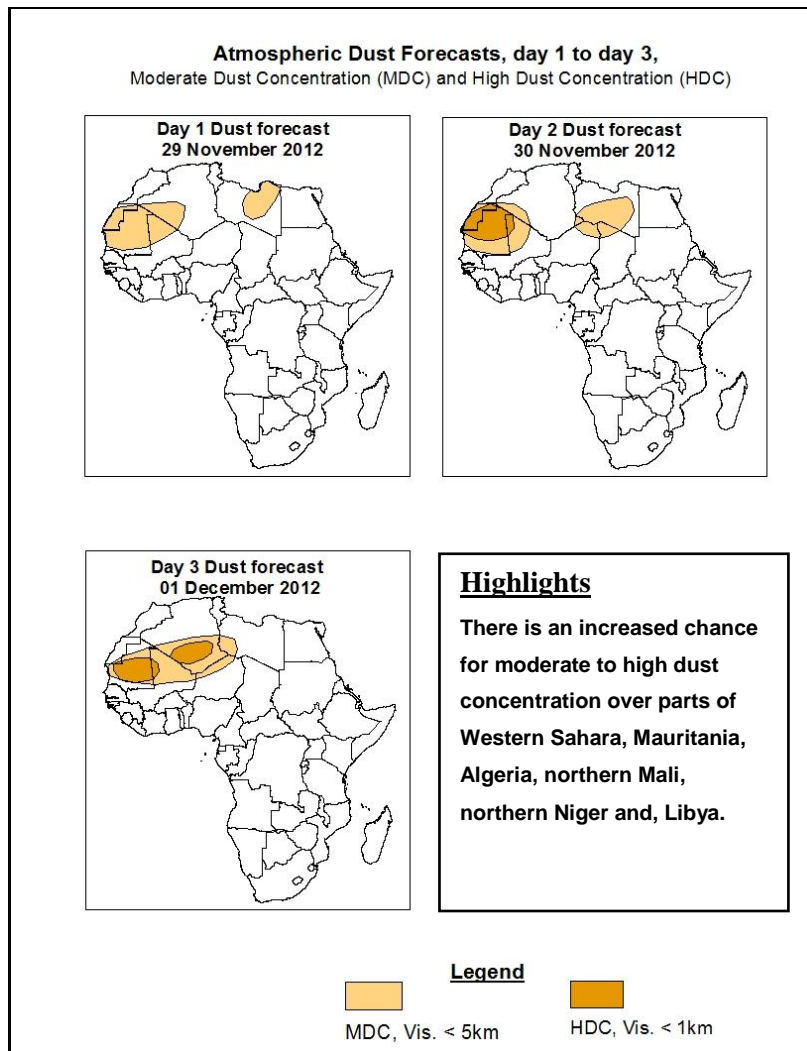 Atmospheric Dust Forecasts, day 1 to day 3,
Moderate Dust Concentration (MDC) and High Dust Concentration (HDC)
Day 1 Dust forecast
29 November 2012
Day 2 Dust forecast
30 November 2012
Day 3 Dust forecast
01 December 2012
Highlights
There is an increased chance
for moderate to high dust
concentration over parts of
Western Sahara, Mauritania,
Algeria, northern Mali,
northern Niger and, Libya.
Legend
MDC, Vis. < 5km
HDC, Vis. < 1km